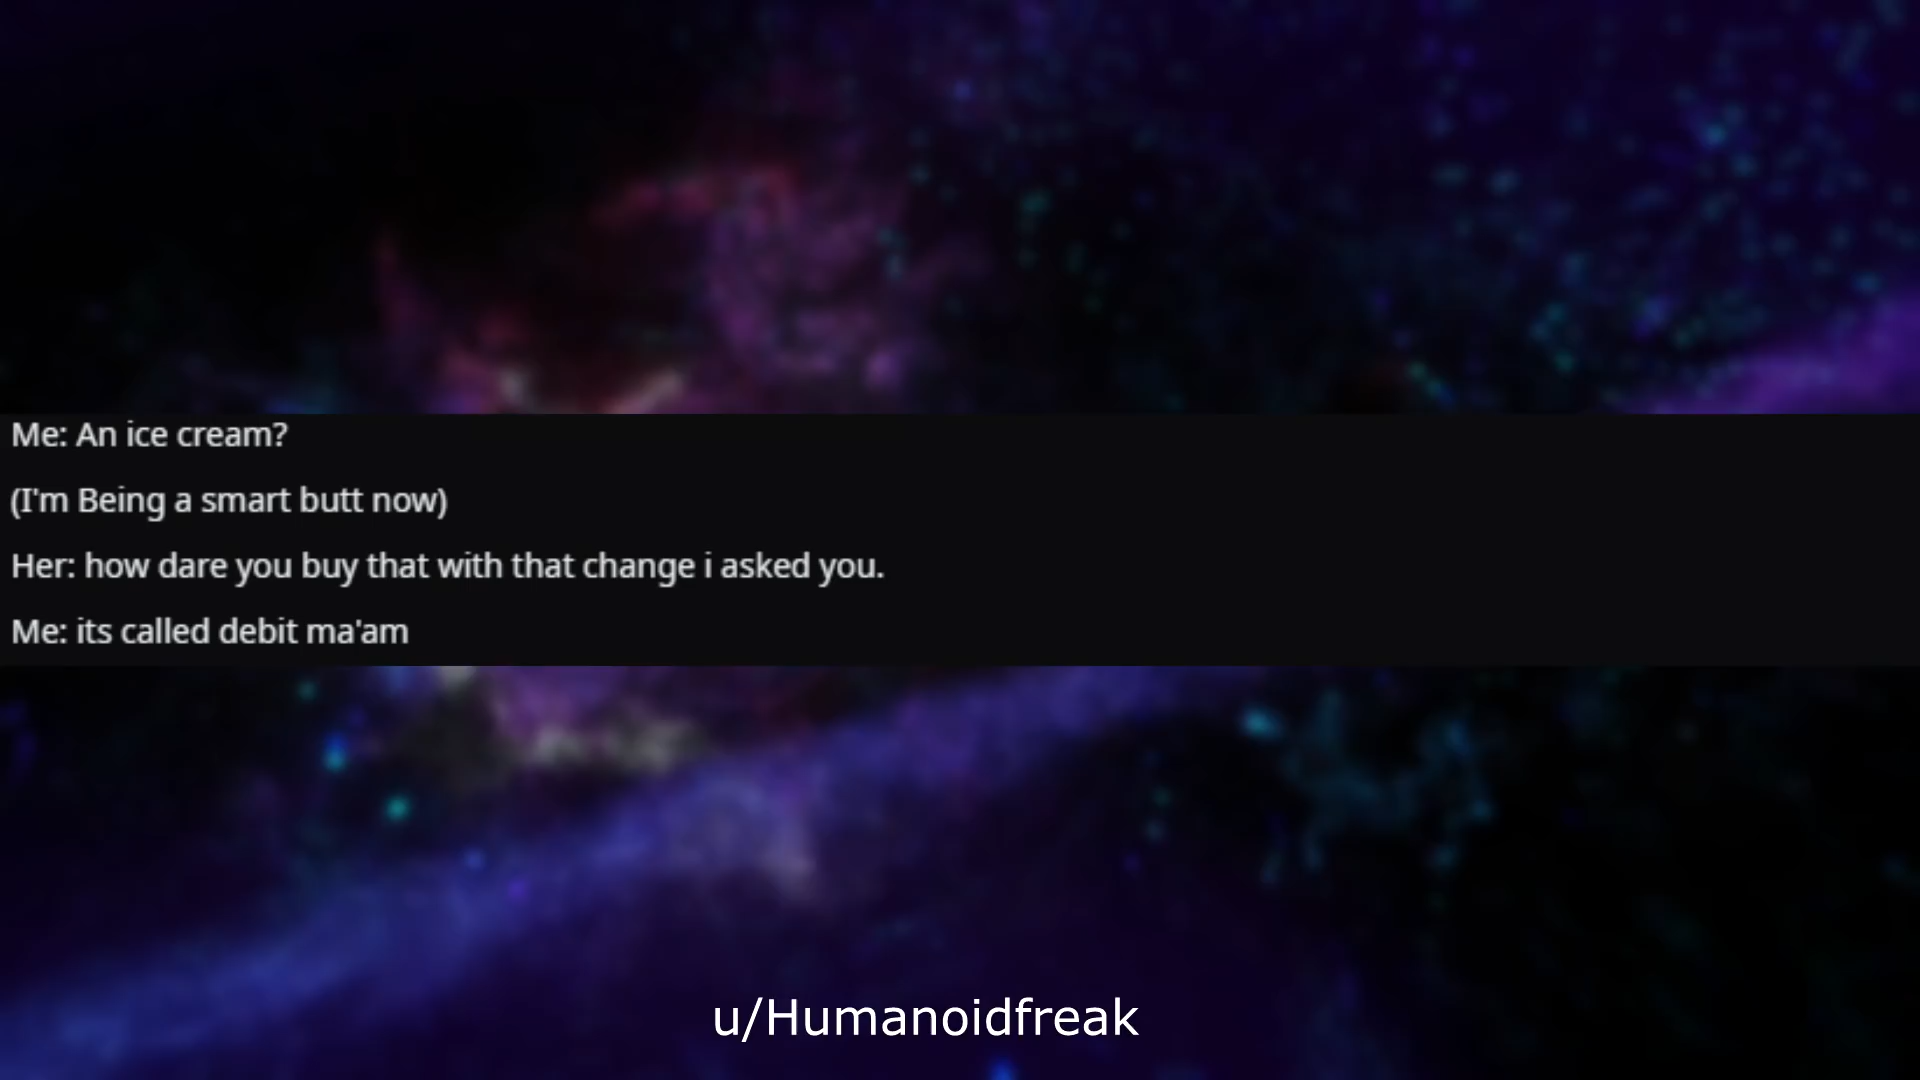 Me: An ice cream?
(I'm Being a smart butt now)
Her: how dare you buy that with that change i asked you.
Me: its called debit ma'am
u/Humanoidfreak